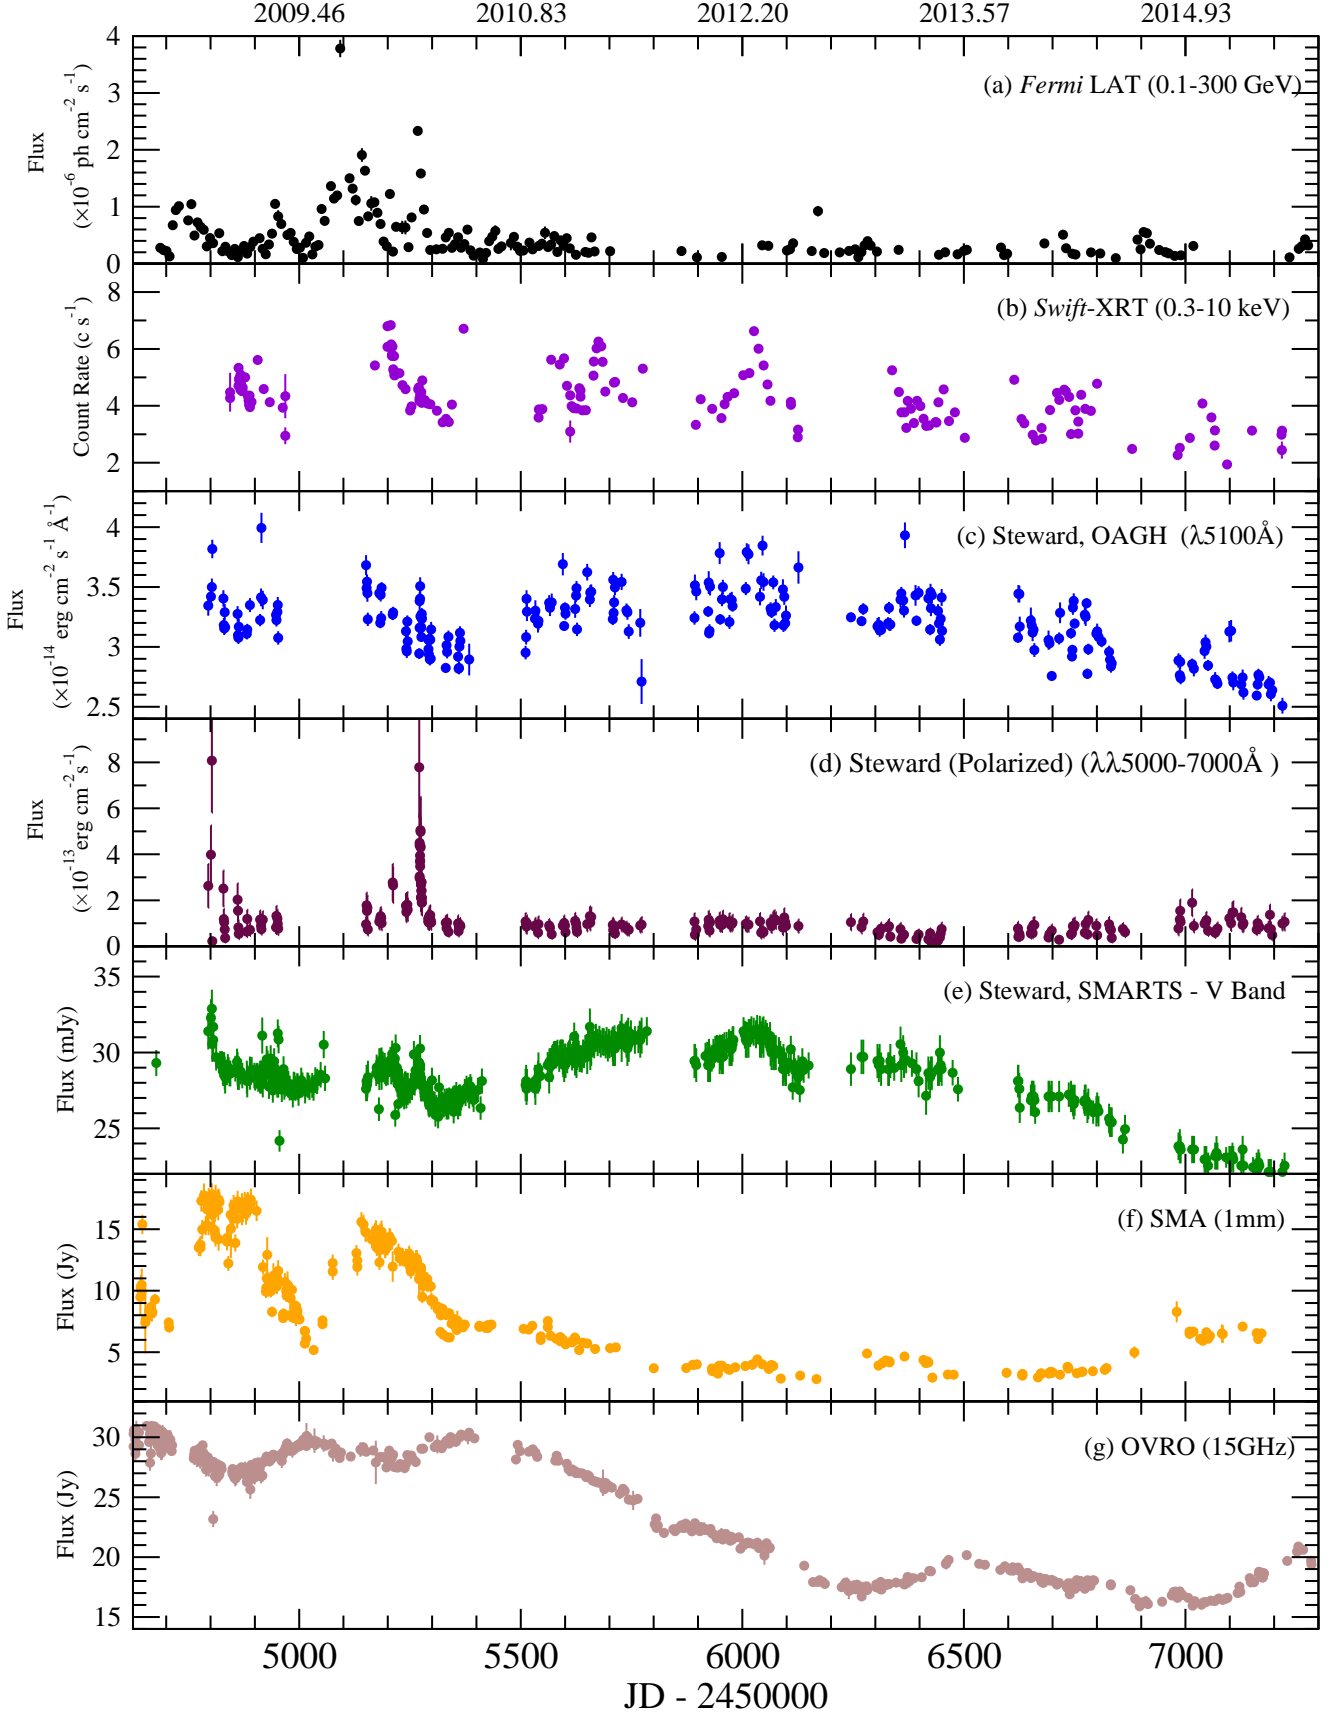 2009.46 2010.83 2012.20 2013.57 2014.93
(a) Fermi LAT (0.1-300 GeV)
Flux
(×10⁻⁶ ph cm⁻² s⁻¹)
4
3
2
1
0
(b) Swift-XRT (0.3-10 keV)
Count Rate (c s⁻¹)
8
6
4
2
(c) Steward, OAGH (λ5100Å)
Flux
(×10⁻¹⁴ erg cm⁻² s⁻¹ Å⁻¹)
4
3.5
3
2.5
(d) Steward (Polarized) (λλ5000-7000Å )
Flux
(×10⁻¹³ erg cm⁻² s⁻¹)
8
6
4
2
0
(e) Steward, SMARTS - V Band
Flux (mJy)
35
30
25
(f) SMA (1mm)
Flux (Jy)
15
10
5
(g) OVRO (15GHz)
Flux (Jy)
30
25
20
15
5000 5500 6000 6500 7000
JD - 2450000